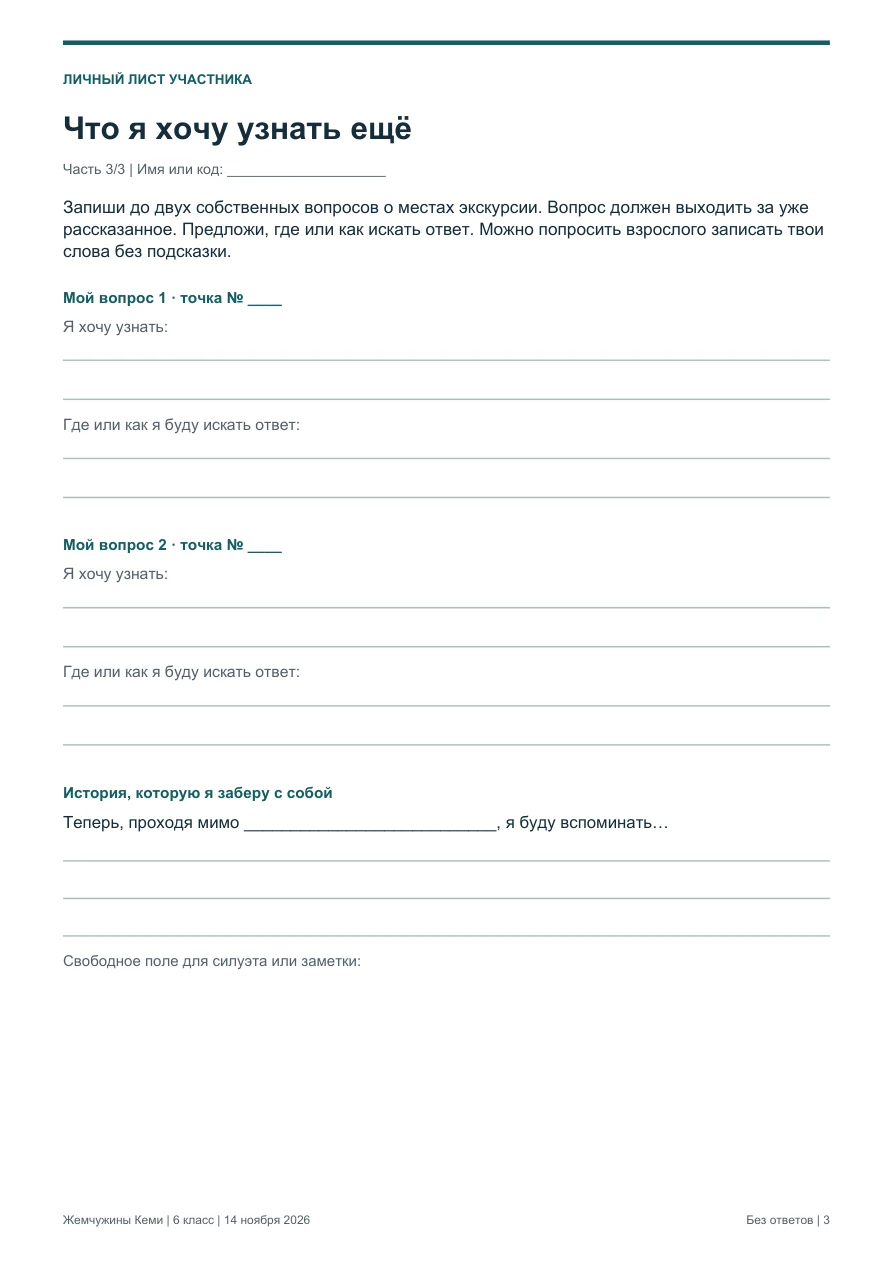 ЛИЧНЫЙ ЛИСТ УЧАСТНИКА
Что я хочу узнать ещё
Часть 3/3 | Имя или код: ____________________
Запиши до двух собственных вопросов о местах экскурсии. Вопрос должен выходить за уже
рассказанное. Предложи, где или как искать ответ. Можно попросить взрослого записать твои
слова без подсказки.
Мой вопрос 1 · точка № ____
Я хочу узнать:
Где или как я буду искать ответ:
Мой вопрос 2 · точка № ____
Я хочу узнать:
Где или как я буду искать ответ:
История, которую я заберу с собой
Теперь, проходя мимо ___________________________, я буду вспоминать…
Свободное поле для силуэта или заметки:
Жемчужины Кеми | 6 класс | 14 ноября 2026
Без ответов | 3